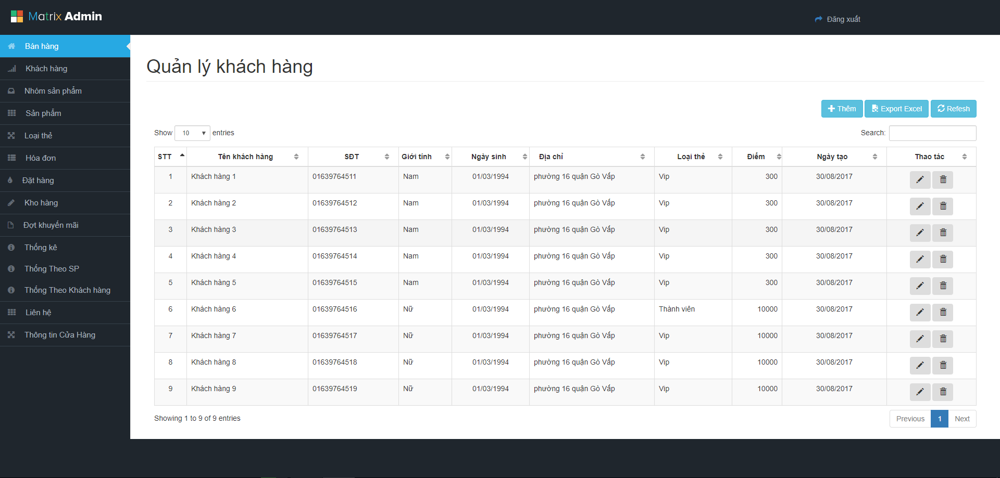 Matrix Admin
Đăng xuất
Bán hàng
Khách hàng
Nhóm sản phẩm
Sản phẩm
Loại thẻ
Hóa đơn
Đặt hàng
Kho hàng
Đợt khuyến mãi
Thống kê
Thống Theo SP
Thống Theo Khách hàng
Liên hệ
Thông tin Cửa Hàng
Quản lý khách hàng
Thêm Export Excel Refesh
Show 10 entries Search:
STT Tên khách hàng SĐT Giới tính Ngày sinh Địa chỉ Loại thẻ Điểm Ngày tạo Thao tác
1 Khách hàng 1 01639764511 Nam 01/03/1994 phường 16 quận Gò Vấp Vip 300 30/08/2017
2 Khách hàng 2 01639764512 Nam 01/03/1994 phường 16 quận Gò Vấp Vip 300 30/08/2017
3 Khách hàng 3 01639764513 Nam 01/03/1994 phường 16 quận Gò Vấp Vip 300 30/08/2017
4 Khách hàng 4 01639764514 Nam 01/03/1994 phường 16 quận Gò Vấp Vip 300 30/08/2017
5 Khách hàng 5 01639764515 Nam 01/03/1994 phường 16 quận Gò Vấp Vip 300 30/08/2017
6 Khách hàng 6 01639764516 Nữ 01/03/1994 phường 16 quận Gò Vấp Thành viên 10000 30/08/2017
7 Khách hàng 7 01639764517 Nữ 01/03/1994 phường 16 quận Gò Vấp Vip 10000 30/08/2017
8 Khách hàng 8 01639764518 Nữ 01/03/1994 phường 16 quận Gò Vấp Vip 10000 30/08/2017
9 Khách hàng 9 01639764519 Nữ 01/03/1994 phường 16 quận Gò Vấp Vip 10000 30/08/2017
Showing 1 to 9 of 9 entries
Previous 1 Next